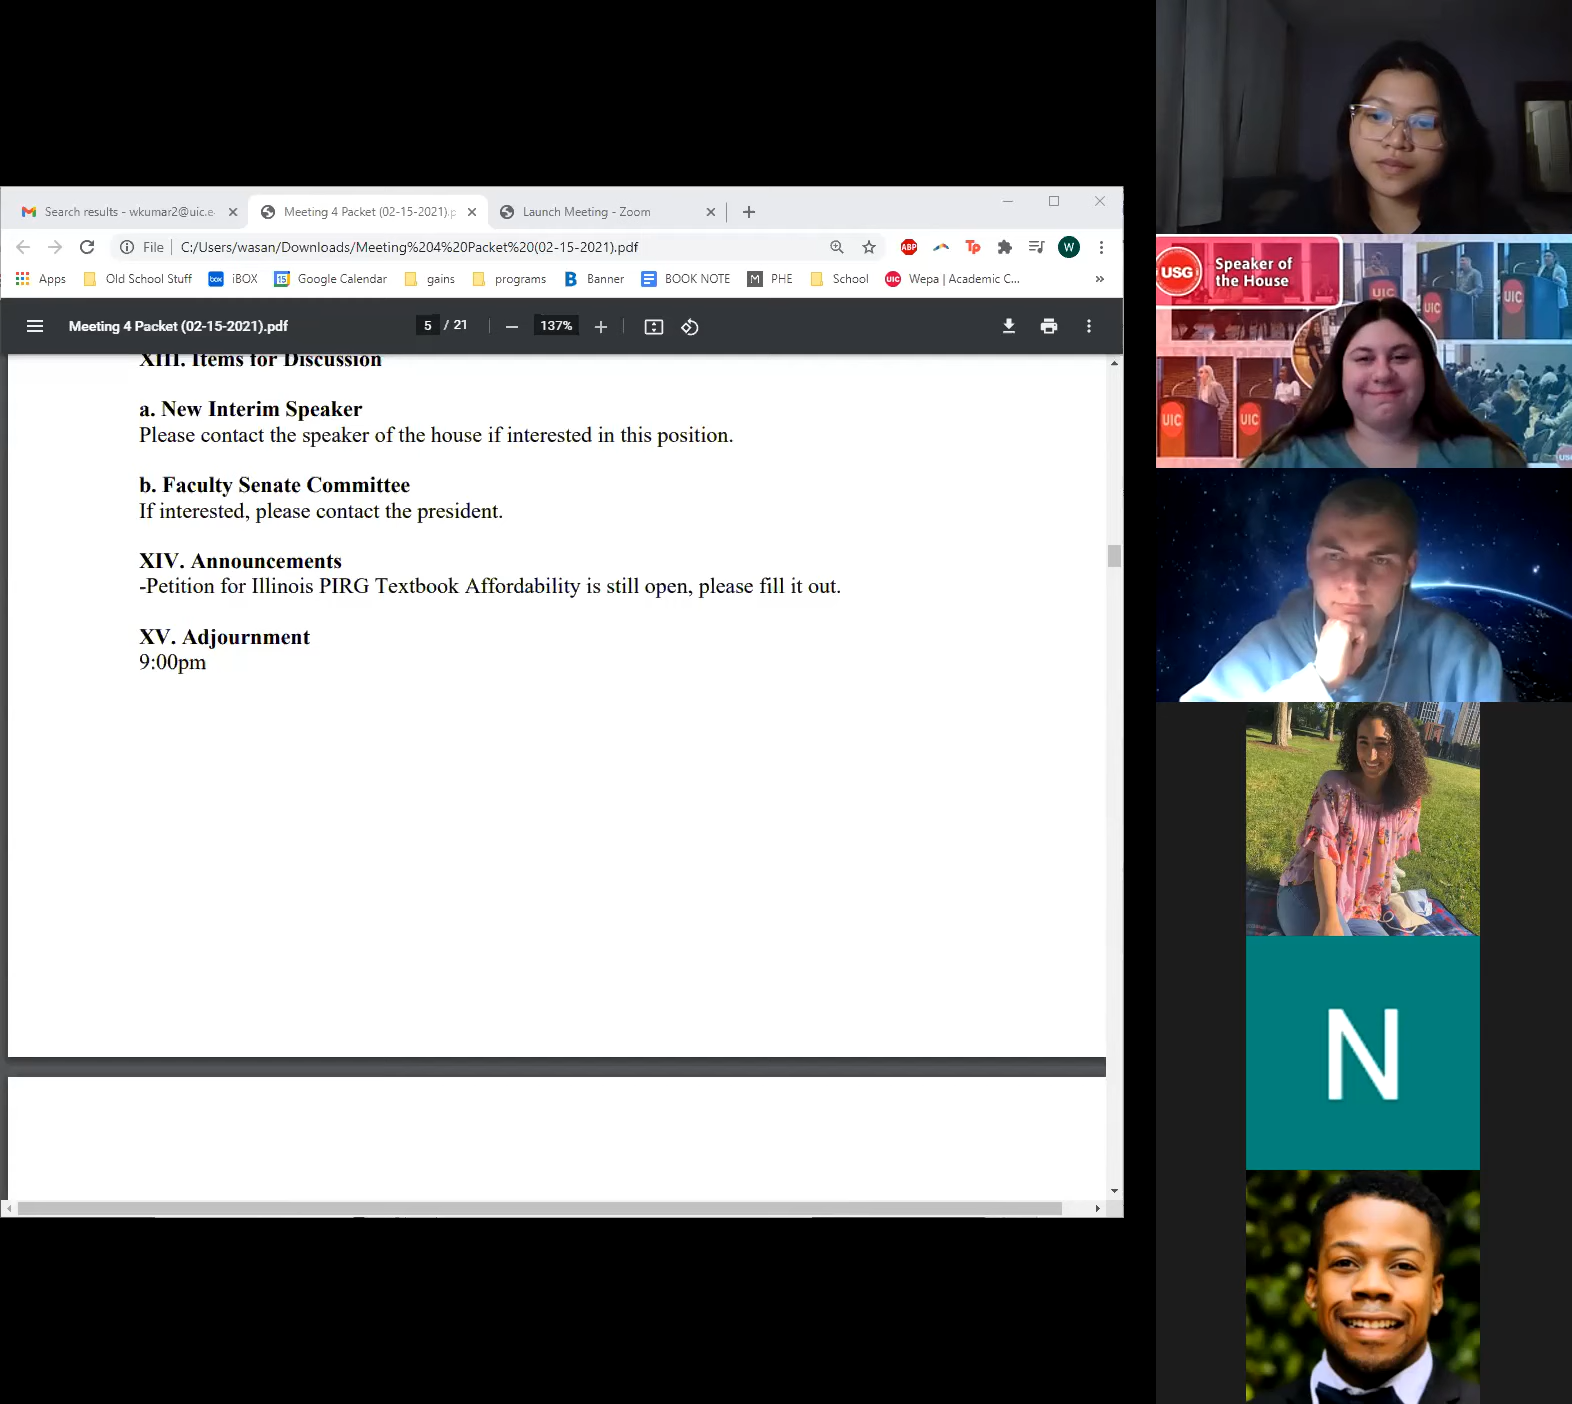 Search results - wkumar2@uic.e
Meeting 4 Packet (02-15-2021).p
Launch Meeting - Zoom
File
C:/Users/wasan/Downloads/Meeting%204%20Packet%20(02-15-2021).pdf
ABP
Tp
W
Apps
Old School Stuff
box
iBOX
15
Google Calendar
gains
programs
B
Banner
BOOK NOTE
M
PHE
School
UIC
Wepa | Academic C...
»
Meeting 4 Packet (02-15-2021).pdf
5 / 21
137%
XIII. Items for Discussion
a. New Interim Speaker
Please contact the speaker of the house if interested in this position.
b. Faculty Senate Committee
If interested, please contact the president.
XIV. Announcements
-Petition for Illinois PIRG Textbook Affordability is still open, please fill it out.
XV. Adjournment
9:00pm
USG
Speaker of
the House
UIC
UIC
UIC
UIC
UIC
N